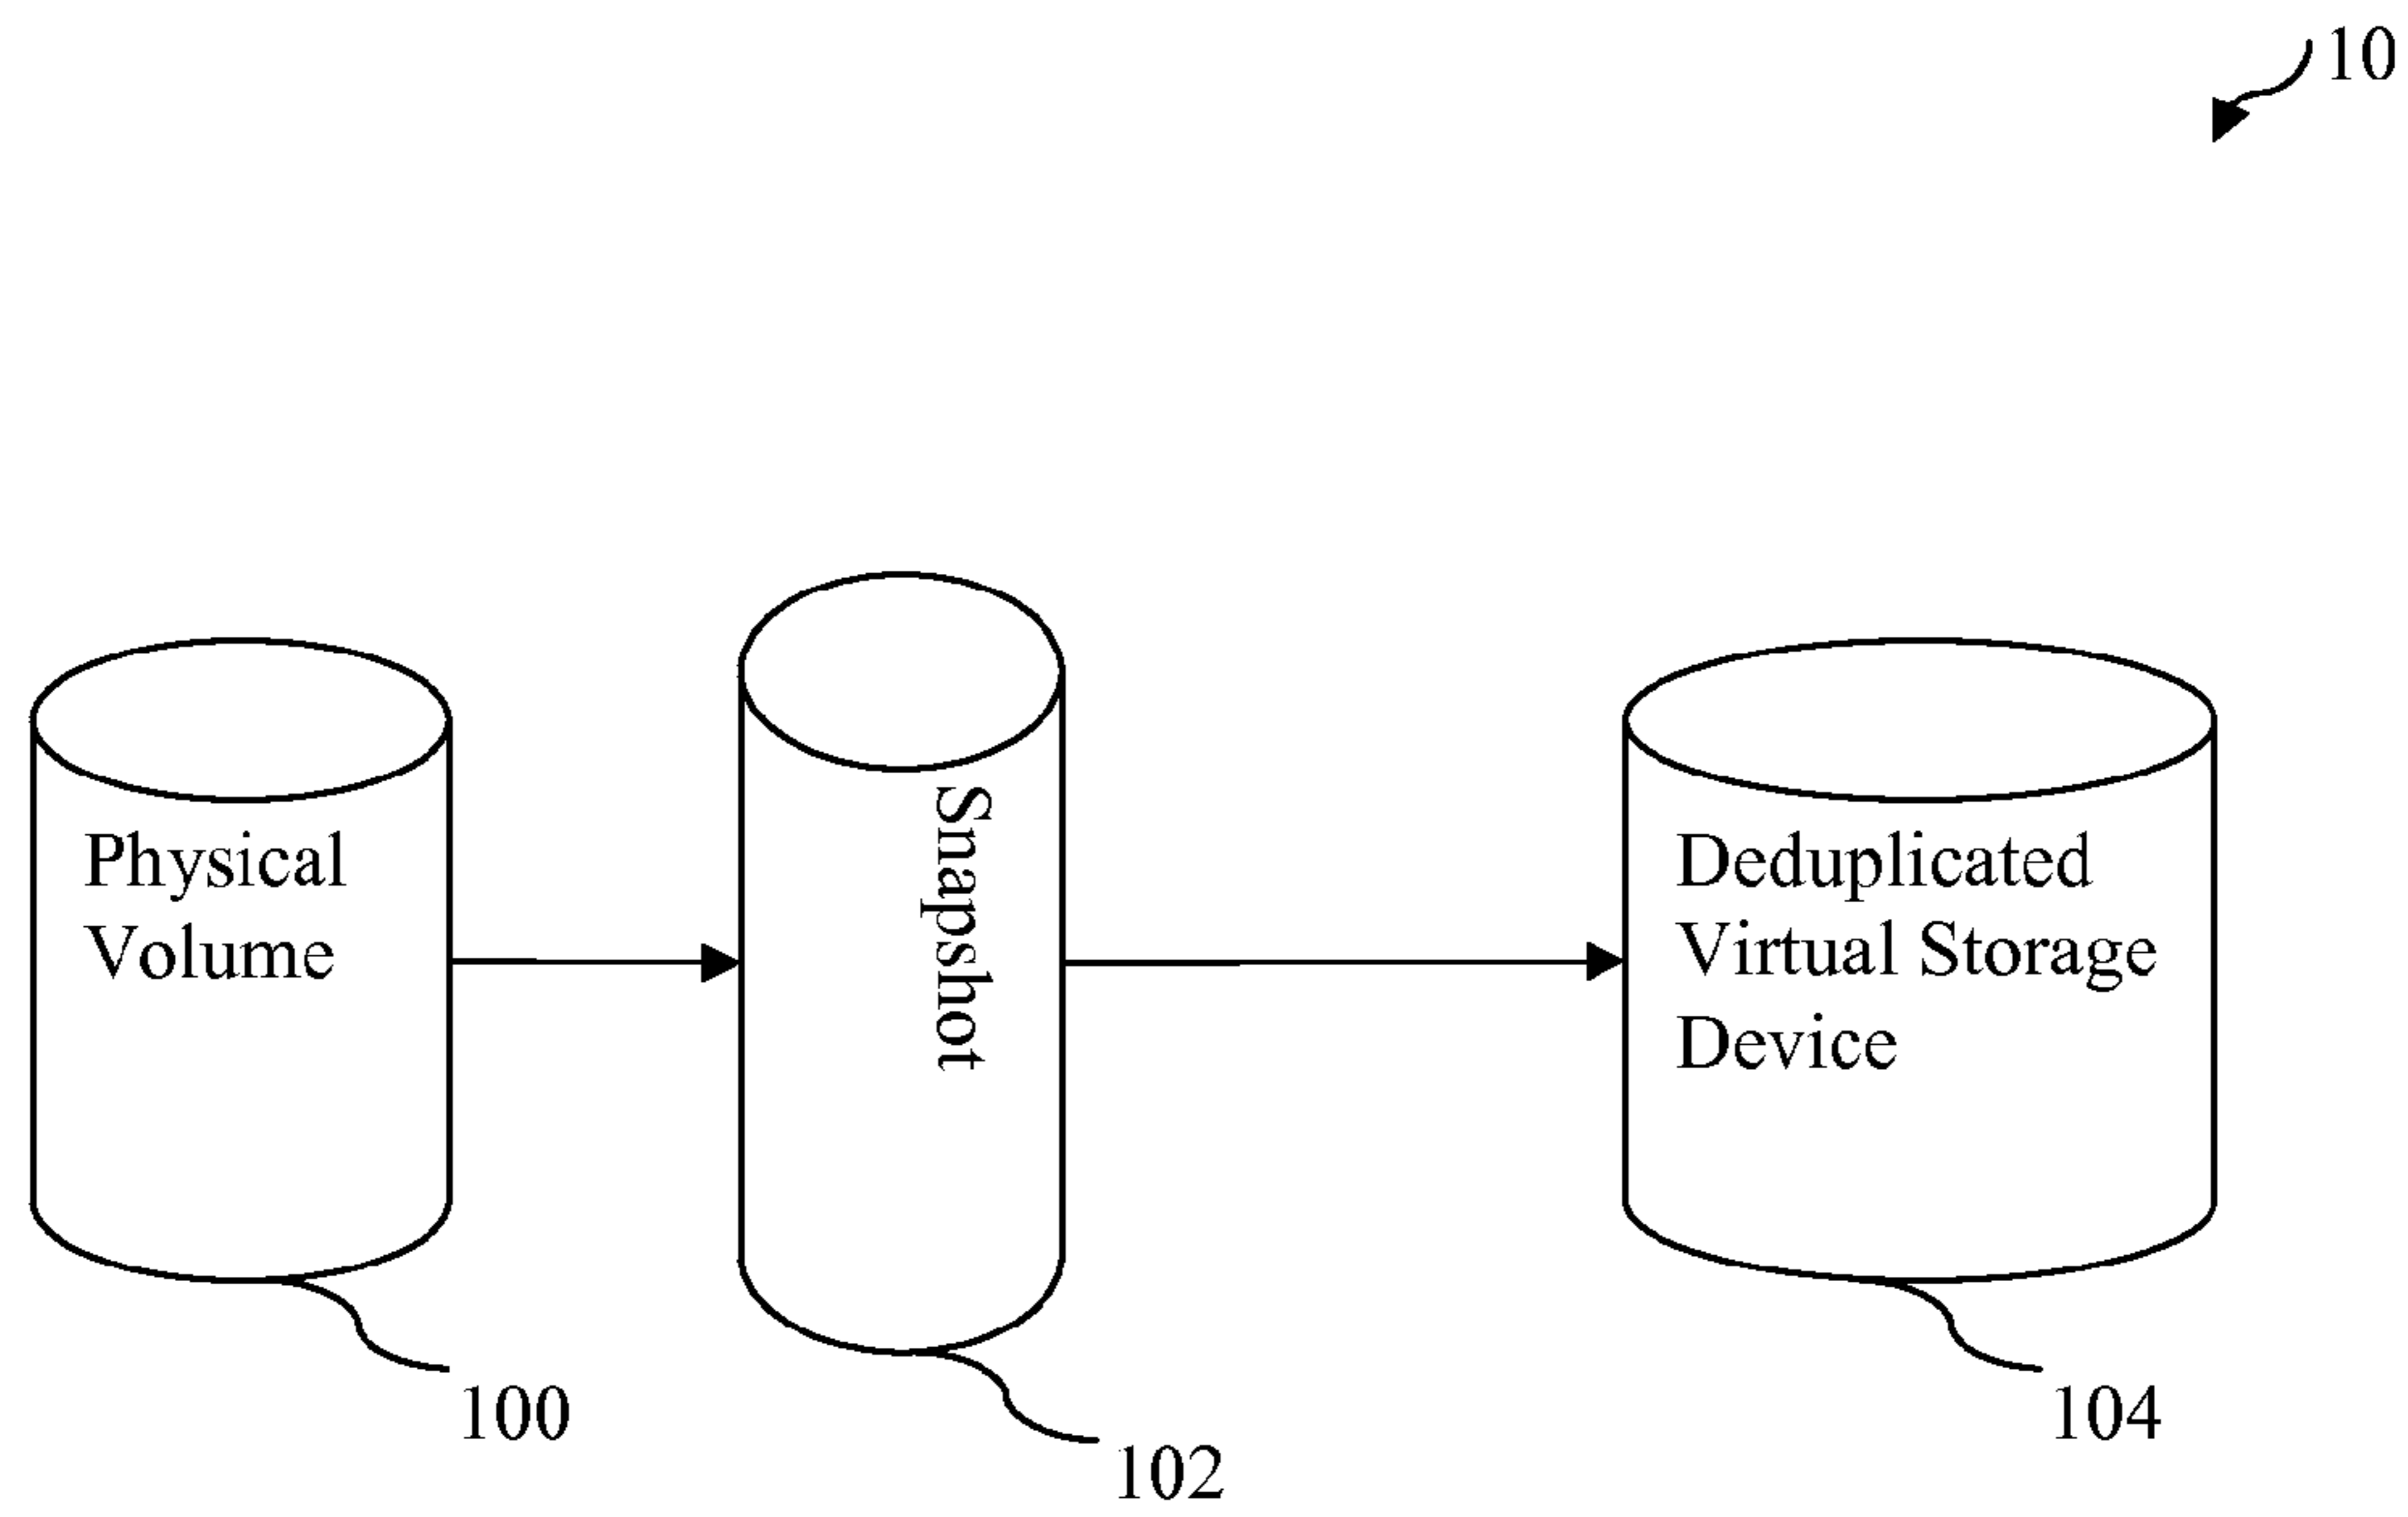 10
Physical
Volume
Snapshot
Deduplicated
Virtual Storage
Device
100
102
104